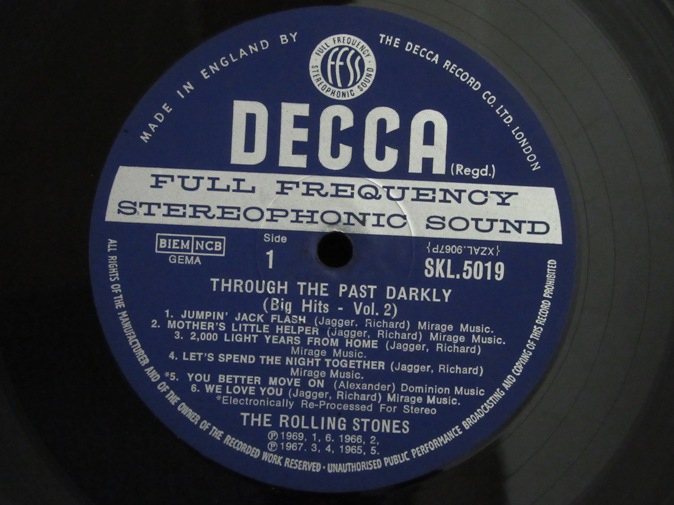 MADE IN ENGLAND BY
THE DECCA RECORD CO. LTD. LONDON
FULL FREQUENCY
FFSS
STEREOPHONIC SOUND
DECCA
(Regd.)
FULL FREQUENCY
STEREOPHONIC SOUND
BIEM NCB
GEMA
Side
1
{XZAL.9067P}
SKL.5019
THROUGH THE PAST DARKLY
(Big Hits - Vol. 2)
1. JUMPIN' JACK FLASH (Jagger, Richard) Mirage Music.
2. MOTHER'S LITTLE HELPER (Jagger, Richard) Mirage Music.
3. 2,000 LIGHT YEARS FROM HOME (Jagger, Richard)
Mirage Music.
4. LET'S SPEND THE NIGHT TOGETHER (Jagger, Richard)
Mirage Music.
*5. YOU BETTER MOVE ON (Alexander) Dominion Music
6. WE LOVE YOU (Jagger, Richard) Mirage Music.
*Electronically Re-Processed For Stereo
THE ROLLING STONES
℗ 1969, 1, 6. 1966, 2.
℗ 1967. 3, 4, 1965, 5.
ALL RIGHTS OF THE MANUFACTURER AND OF THE OWNER OF THE RECORDED WORK RESERVED · UNAUTHORISED PUBLIC PERFORMANCE BROADCASTING AND COPYING OF THIS RECORD PROHIBITED